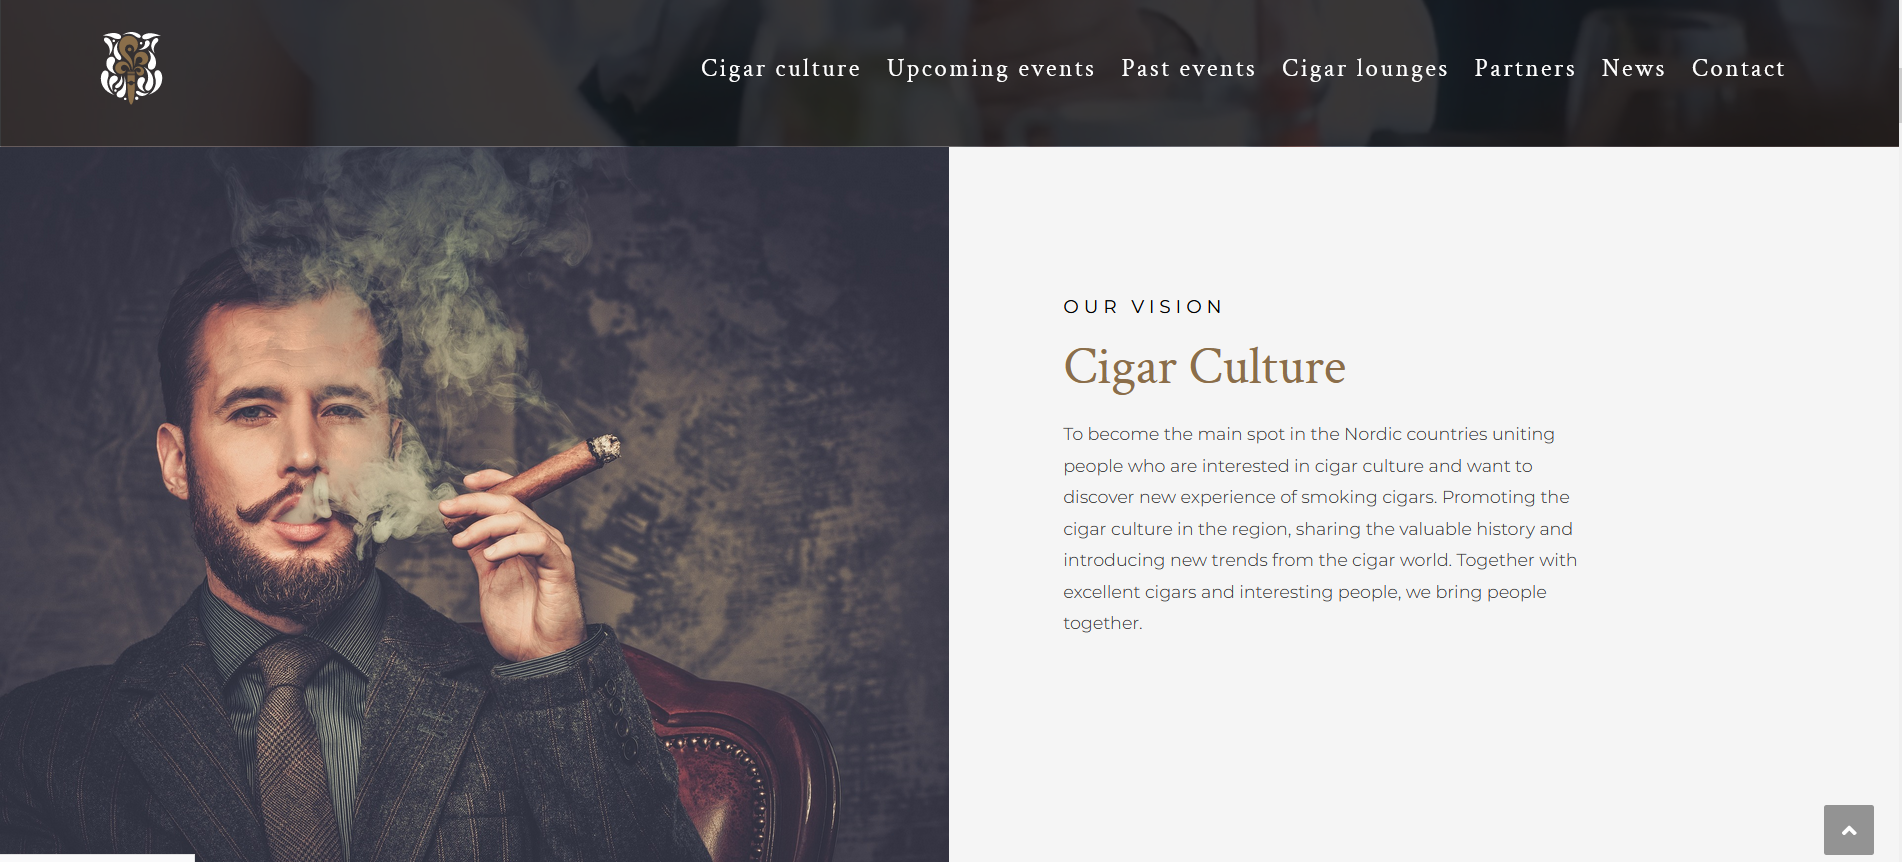 Cigar culture Upcoming events Past events Cigar lounges Partners News Contact
OUR VISION
Cigar Culture
To become the main spot in the Nordic countries uniting
people who are interested in cigar culture and want to
discover new experience of smoking cigars. Promoting the
cigar culture in the region, sharing the valuable history and
introducing new trends from the cigar world. Together with
excellent cigars and interesting people, we bring people
together.